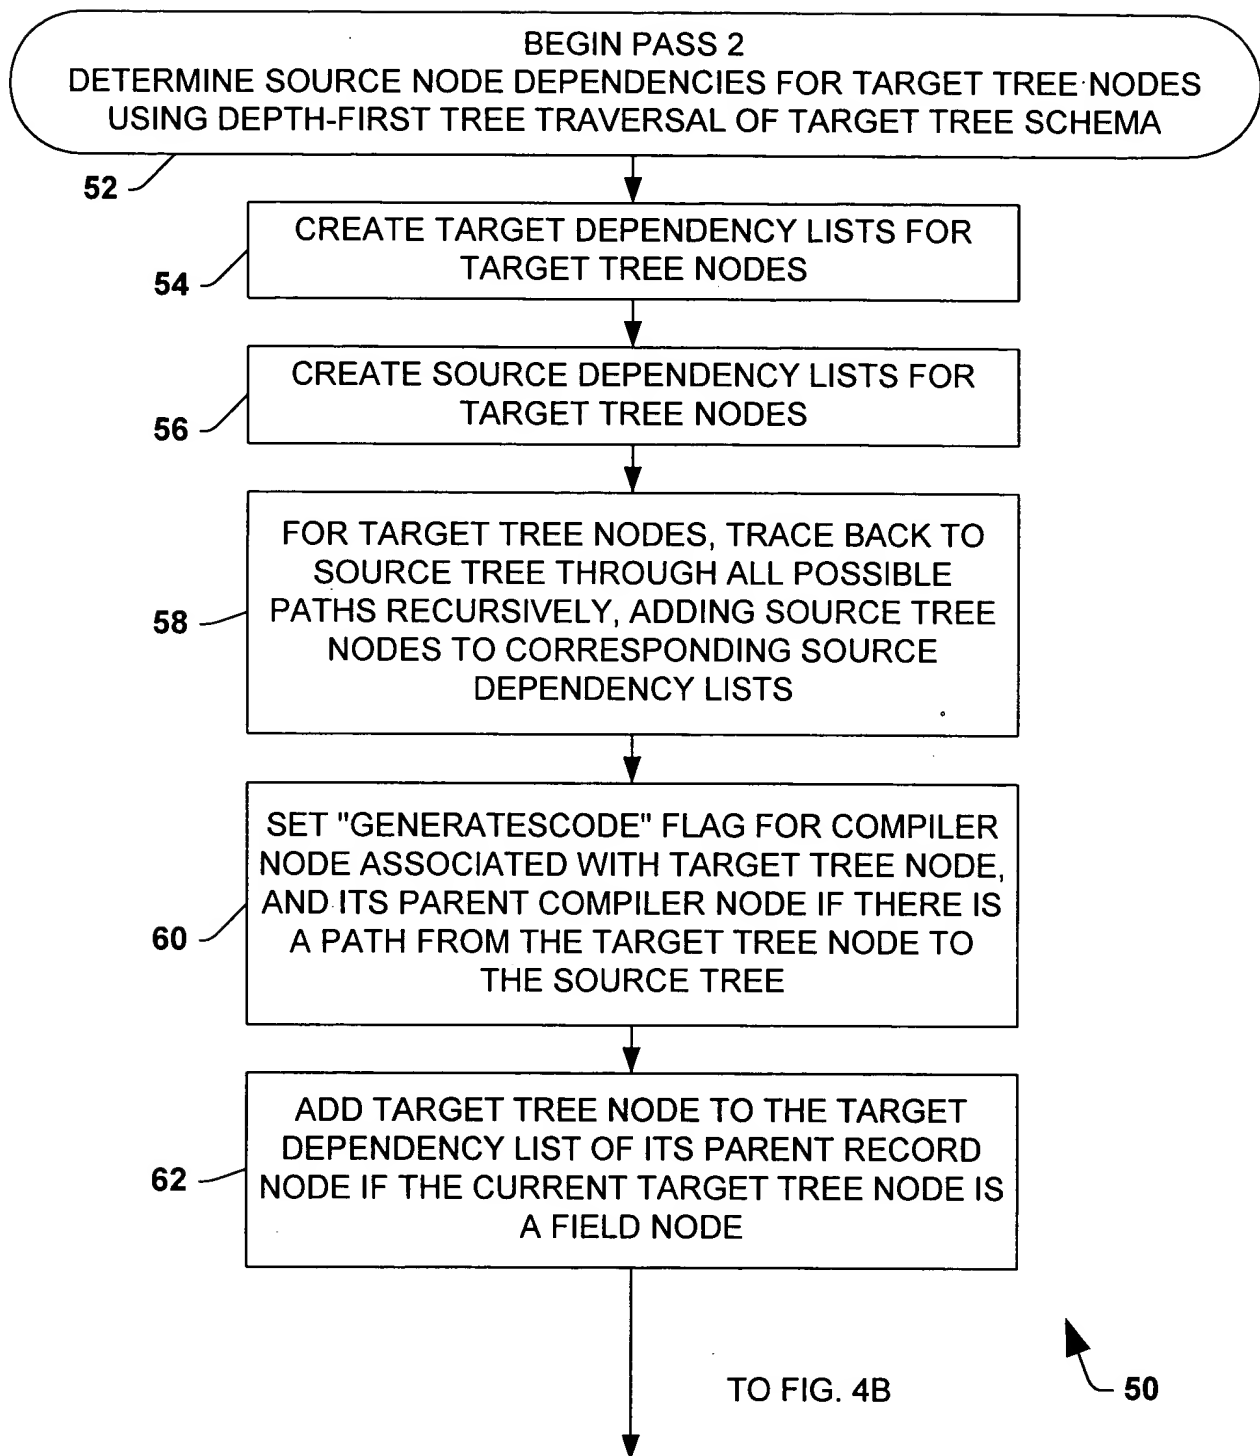 BEGIN PASS 2
DETERMINE SOURCE NODE DEPENDENCIES FOR TARGET TREE NODES
USING DEPTH-FIRST TREE TRAVERSAL OF TARGET TREE SCHEMA
52
CREATE TARGET DEPENDENCY LISTS FOR
TARGET TREE NODES
54
CREATE SOURCE DEPENDENCY LISTS FOR
TARGET TREE NODES
56
FOR TARGET TREE NODES, TRACE BACK TO
SOURCE TREE THROUGH ALL POSSIBLE
PATHS RECURSIVELY, ADDING SOURCE TREE
NODES TO CORRESPONDING SOURCE
DEPENDENCY LISTS
58
SET "GENERATESCODE" FLAG FOR COMPILER
NODE ASSOCIATED WITH TARGET TREE NODE,
AND ITS PARENT COMPILER NODE IF THERE IS
A PATH FROM THE TARGET TREE NODE TO
THE SOURCE TREE
60
ADD TARGET TREE NODE TO THE TARGET
DEPENDENCY LIST OF ITS PARENT RECORD
NODE IF THE CURRENT TARGET TREE NODE IS
A FIELD NODE
62
TO FIG. 4B
50